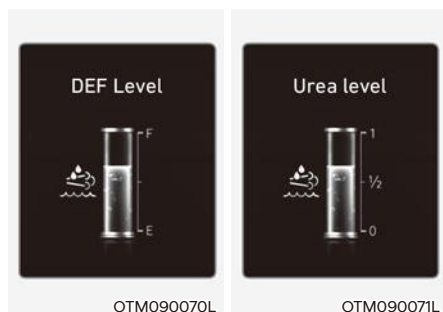 DEF Level
F
E
OTM090070L
Urea level
1
½
0
OTM090071L